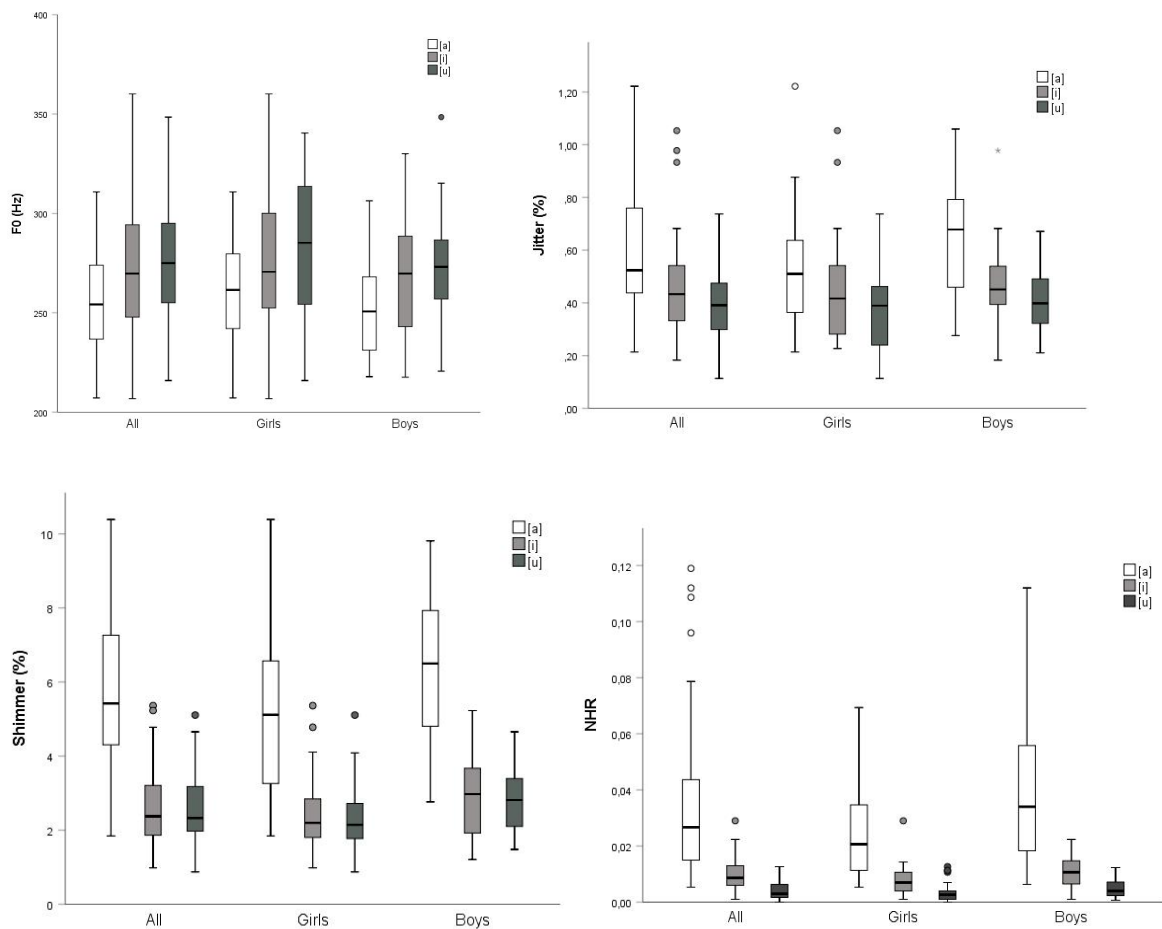 400
350
300
250
200
F0 (Hz)
[a]
[i]
[u]
All
Girls
Boys
1,20
1,00
,80
,60
,40
,20
,00
Jitter (%)
[a]
[i]
[u]
*
All
Girls
Boys
10
8
6
4
2
0
Shimmer (%)
[a]
[i]
[u]
All
Girls
Boys
0,12
0,10
0,08
0,06
0,04
0,02
0,00
NHR
[a]
[i]
[u]
All
Girls
Boys